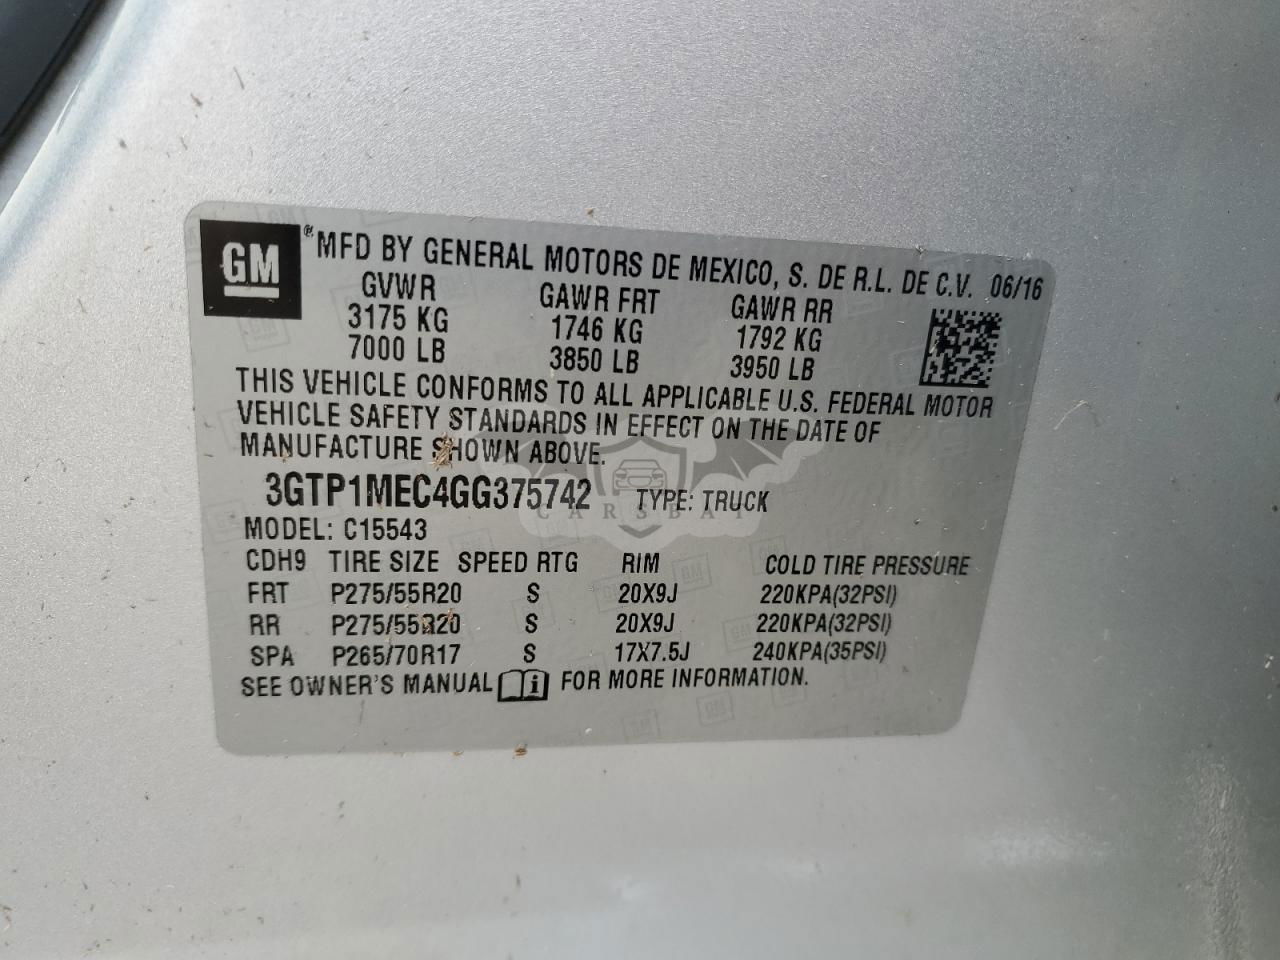 GM
® MFD BY GENERAL MOTORS DE MEXICO, S. DE R.L. DE C.V. 06/16
GVWR GAWR FRT GAWR RR
3175 KG 1746 KG 1792 KG
7000 LB 3850 LB 3950 LB
THIS VEHICLE CONFORMS TO ALL APPLICABLE U.S. FEDERAL MOTOR
VEHICLE SAFETY STANDARDS IN EFFECT ON THE DATE OF
MANUFACTURE SHOWN ABOVE.
3GTP1MEC4GG375742 TYPE: TRUCK
CARSBAT
MODEL: C15543
CDH9 TIRE SIZE SPEED RTG RIM COLD TIRE PRESSURE
FRT P275/55R20 S 20X9J 220KPA(32PSI)
RR P275/55R20 S 20X9J 220KPA(32PSI)
SPA P265/70R17 S 17X7.5J 240KPA(35PSI)
SEE OWNER'S MANUAL i FOR MORE INFORMATION.